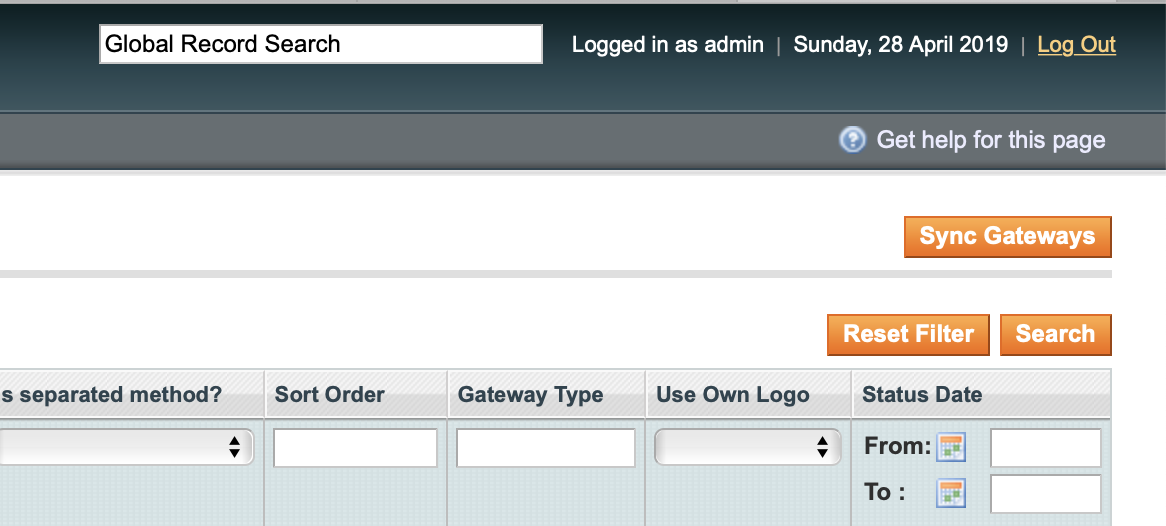 Global Record Search Logged in as admin | Sunday, 28 April 2019 | Log Out
Get help for this page
Sync Gateways
Reset Filter Search
s separated method? Sort Order Gateway Type Use Own Logo Status Date
From:
To :